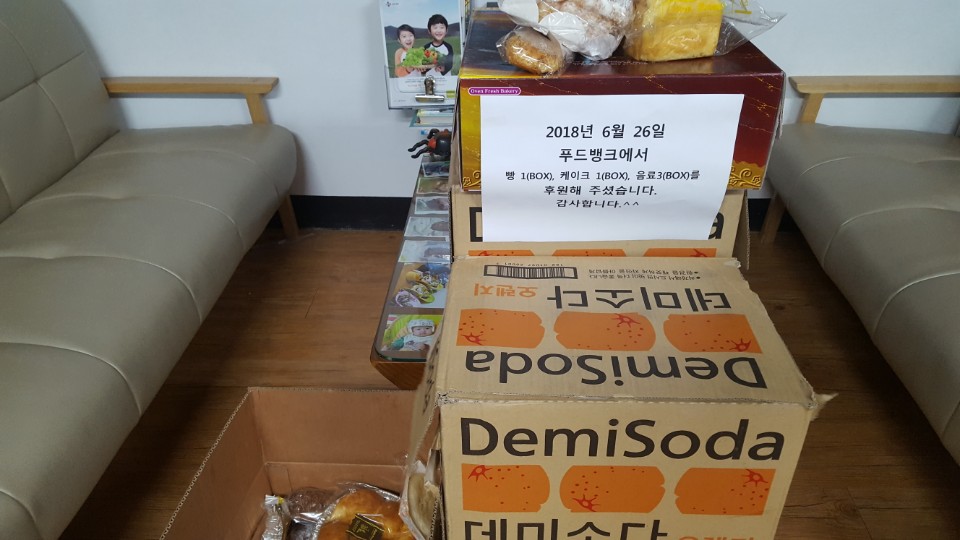 Oven Fresh Bakery
2018년 6월 26일
푸드뱅크에서
빵 1(BOX), 케이크 1(BOX), 음료3(BOX)를
후원해 주셨습니다.
감사합니다.^^
데미소다 오렌지
DemiSoda
DemiSoda
데미소다